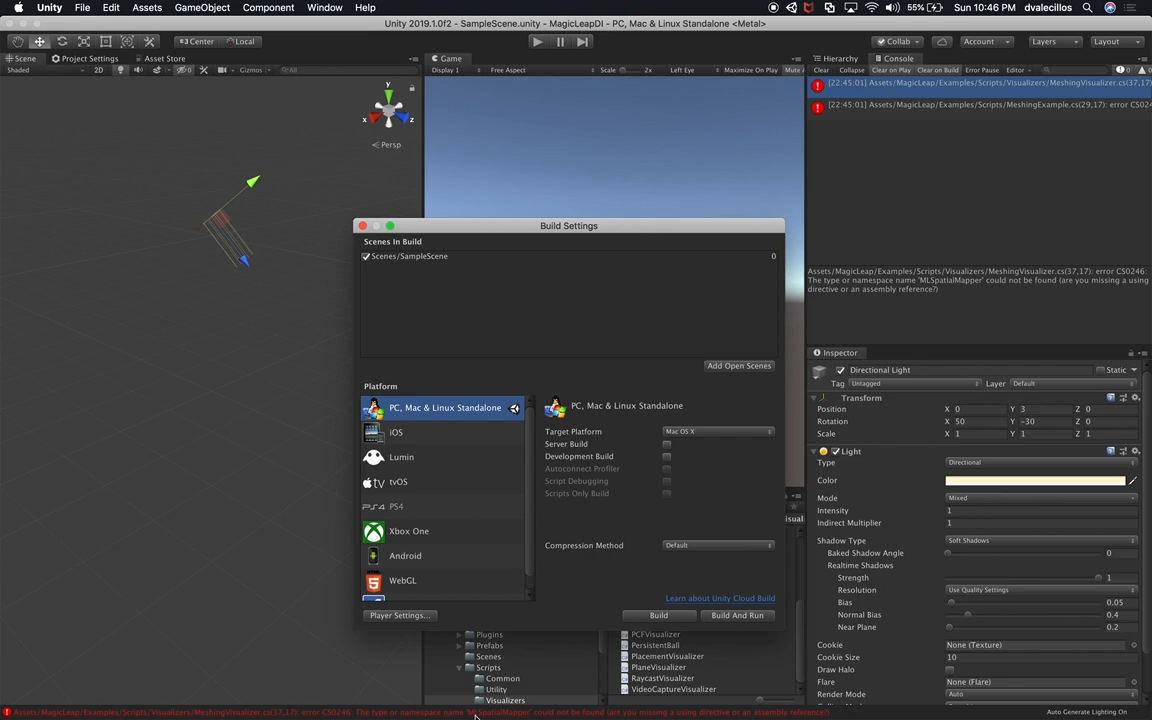 Unity File Edit Assets GameObject Component Window Help 55% Sun 10:46 PM dvalecillos
Unity 2019.1.0f2 - SampleScene.unity - MagicLeapDI - PC, Mac & Linux Standalone <Metal>
Center Local Collab Account Layers Layout
Scene Project Settings Asset Store Game Hierarchy Console
Shaded 2D Gizmos All Display 1 Free Aspect Scale 2x Left Eye Maximize On Play Mute Clear Collapse Clear on Play Clear on Build Error Pause Editor
[22:45:01] Assets/MagicLeap/Examples/Scripts/Visualizers/MeshingVisualizer.cs(37,17):
[22:45:01] Assets/MagicLeap/Examples/Scripts/MeshingExample.cs(29,17): error CS0246
y
x z
Persp
Build Settings
Scenes In Build
Scenes/SampleScene 0
Assets/MagicLeap/Examples/Scripts/Visualizers/MeshingVisualizer.cs(37,17): error CS0246:
The type or namespace name 'MLSpatialMapper' could not be found (are you missing a using
directive or an assembly reference?)
Add Open Scenes
Platform
PC, Mac & Linux Standalone
iOS
Lumin
tvOS
PS4
Xbox One
Android
WebGL
PC, Mac & Linux Standalone
Target Platform Mac OS X
Server Build
Development Build
Autoconnect Profiler
Script Debugging
Scripts Only Build
Compression Method Default
Learn about Unity Cloud Build
Player Settings... Build Build And Run
Inspector
Directional Light Static
Tag Untagged Layer Default
Transform
Position X 0 Y 3 Z 0
Rotation X 50 Y -30 Z 0
Scale X 1 Y 1 Z 1
Light
Type Directional
Color
Mode Mixed
Intensity 1
Indirect Multiplier 1
Shadow Type Soft Shadows
Baked Shadow Angle 0
Realtime Shadows
Strength 1
Resolution Use Quality Settings
Bias 0.05
Normal Bias 0.4
Near Plane 0.2
Cookie None (Texture)
Cookie Size 10
Draw Halo
Flare None (Flare)
Render Mode Auto
Plugins
Prefabs
Scenes
Scripts
Common
Utility
Visualizers
PCFVisualizer
PersistentBall
PlacementVisualizer
PlaneVisualizer
RaycastVisualizer
VideoCaptureVisualizer
Assets/MagicLeap/Examples/Scripts/Visualizers/MeshingVisualizer.cs(37,17): error CS0246: The type or namespace name 'MLSpatialMapper' could not be found (are you missing a using directive or an assembly reference?)
Auto Generate Lighting On